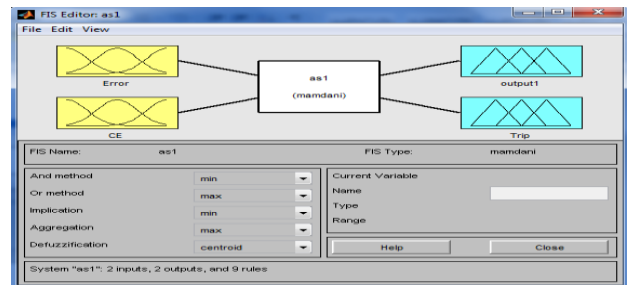 FIS Editor: as1
File Edit View
Error
CE
as1
(mamdani)
output1
Trip
FIS Name: as1 FIS Type: mamdani
And method min
Or method max
Implication min
Aggregation max
Defuzzification centroid
Current Variable
Name
Type
Range
Help Close
System "as1": 2 inputs, 2 outputs, and 9 rules